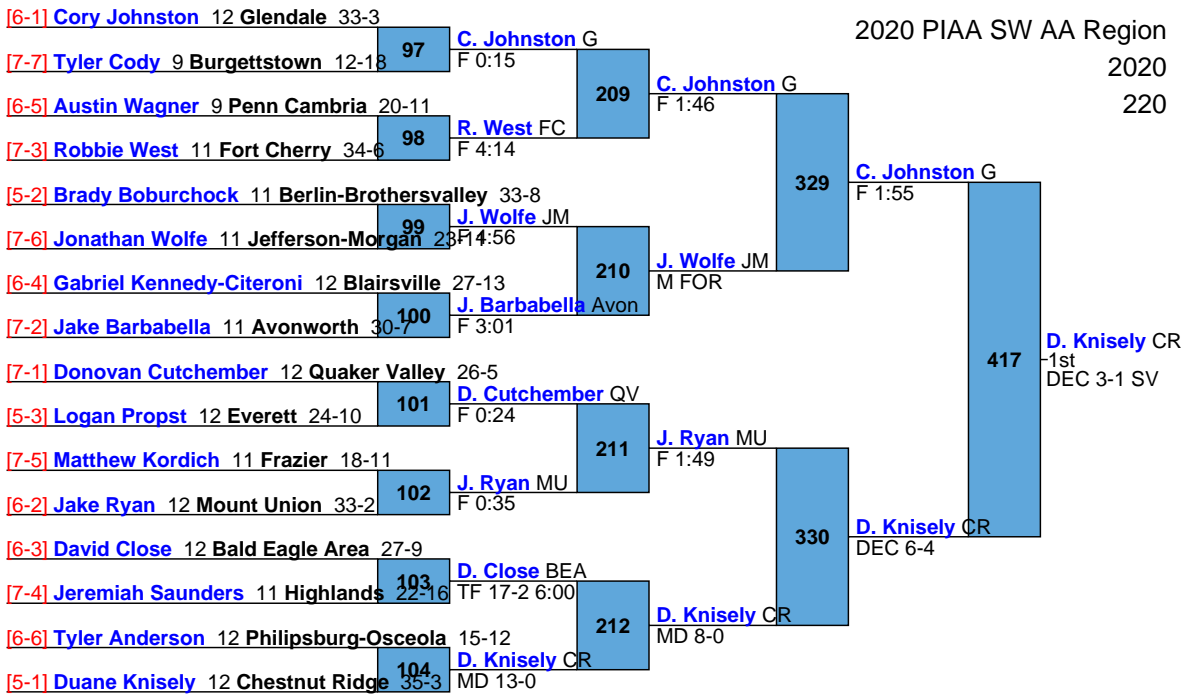 2020 PIAA SW AA Region
2020
220
[6-1] Cory Johnston 12 Glendale 33-3
97
C. Johnston G
F 0:15
[7-7] Tyler Cody 9 Burgettstown 12-18
209
C. Johnston G
F 1:46
[6-5] Austin Wagner 9 Penn Cambria 20-11
98
R. West FC
F 4:14
[7-3] Robbie West 11 Fort Cherry 34-6
329
C. Johnston G
F 1:55
[5-2] Brady Boburchock 11 Berlin-Brothersvalley 33-8
99
J. Wolfe JM
F 4:56
[7-6] Jonathan Wolfe 11 Jefferson-Morgan 23-11
210
J. Wolfe JM
M FOR
[6-4] Gabriel Kennedy-Citeroni 12 Blairsville 27-13
100
J. Barbabella Avon
F 3:01
[7-2] Jake Barbabella 11 Avonworth 30-7
417
D. Knisely CR
1st
DEC 3-1 SV
[7-1] Donovan Cutchember 12 Quaker Valley 26-5
101
D. Cutchember QV
F 0:24
[5-3] Logan Propst 12 Everett 24-10
211
J. Ryan MU
F 1:49
[7-5] Matthew Kordich 11 Frazier 18-11
102
J. Ryan MU
F 0:35
[6-2] Jake Ryan 12 Mount Union 33-2
330
D. Knisely CR
DEC 6-4
[6-3] David Close 12 Bald Eagle Area 27-9
103
D. Close BEA
TF 17-2 6:00
[7-4] Jeremiah Saunders 11 Highlands 22-16
212
D. Knisely CR
MD 8-0
[6-6] Tyler Anderson 12 Philipsburg-Osceola 15-12
104
D. Knisely CR
MD 13-0
[5-1] Duane Knisely 12 Chestnut Ridge 35-3